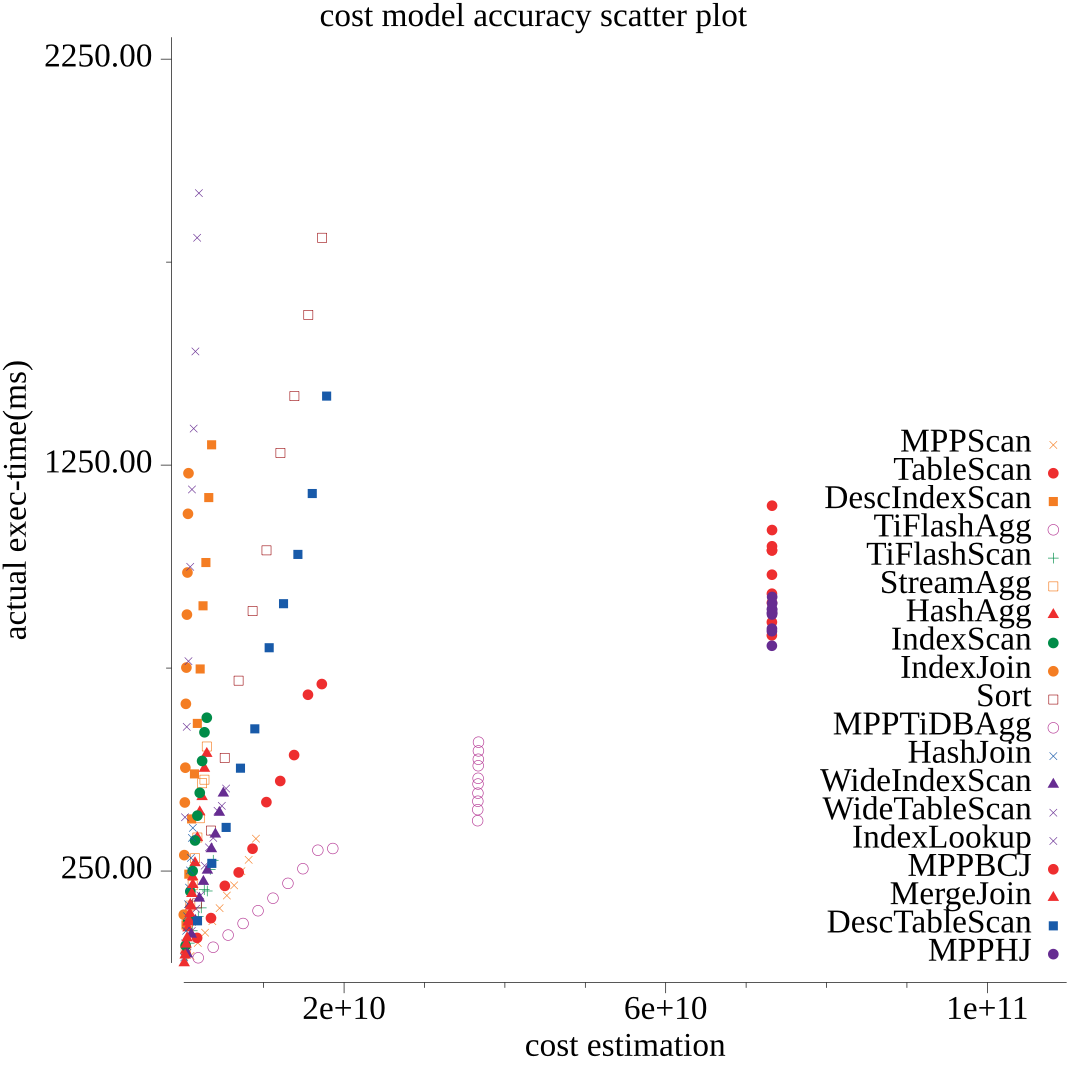 cost model accuracy scatter plot
2250.00
1250.00
250.00
actual exec-time(ms)
MPPScan
TableScan
DescIndexScan
TiFlashAgg
TiFlashScan
StreamAgg
HashAgg
IndexScan
IndexJoin
Sort
MPPTiDBAgg
HashJoin
WideIndexScan
WideTableScan
IndexLookup
MPPBCJ
MergeJoin
DescTableScan
MPPHJ
2e+10
6e+10
1e+11
cost estimation